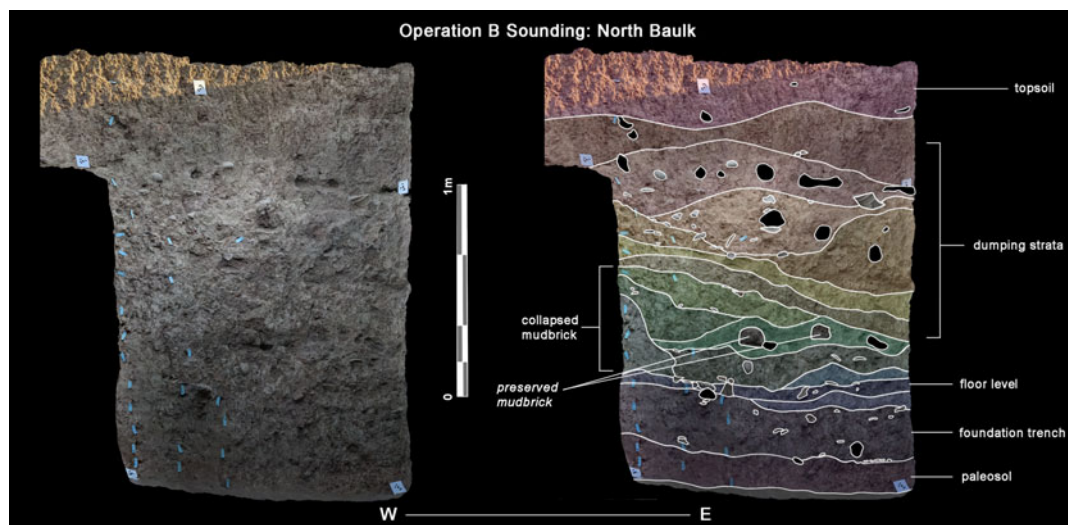 Operation B Sounding: North Baulk
topsoil
1m
dumping strata
collapsed
mudbrick
preserved
mudbrick
floor level
0
foundation trench
paleosol
W
E